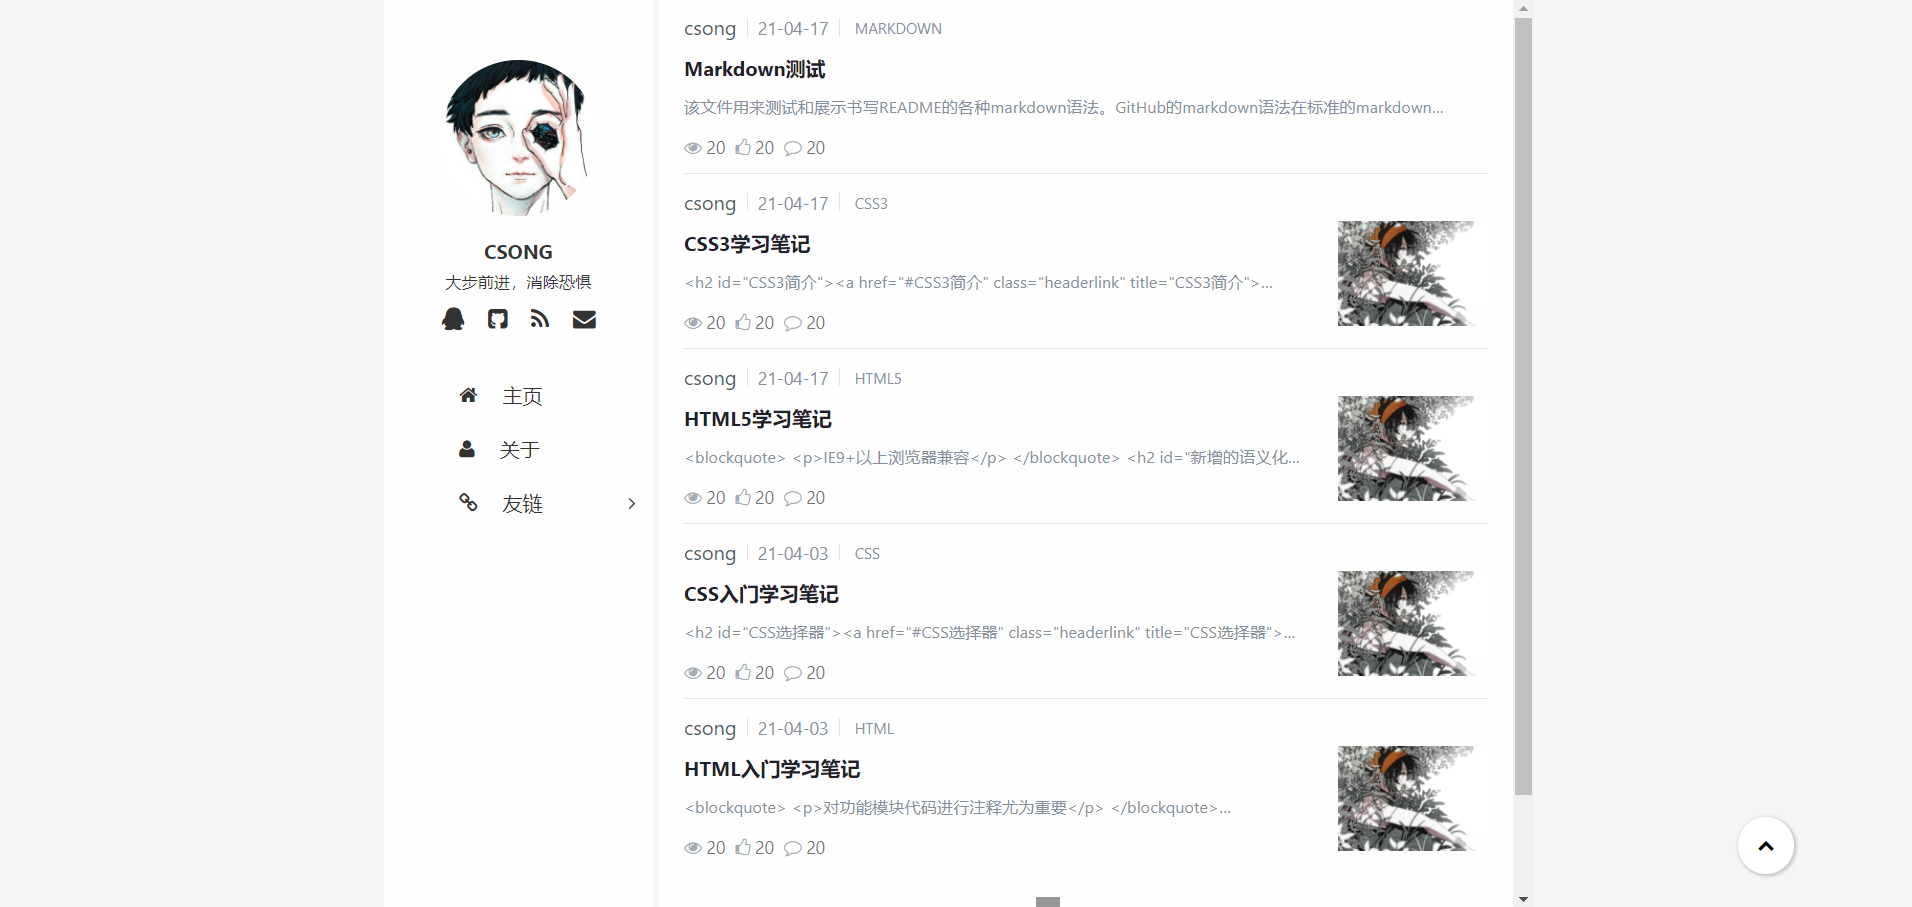 CSONG
大步前进，消除恐惧
主页
关于
友链
csong 21-04-17 MARKDOWN
Markdown测试
该文件用来测试和展示书写README的各种markdown语法。GitHub的markdown语法在标准的markdown...
20 20 20
csong 21-04-17 CSS3
CSS3学习笔记
<h2 id="CSS3简介"><a href="#CSS3简介" class="headerlink" title="CSS3简介">...
20 20 20
csong 21-04-17 HTML5
HTML5学习笔记
<blockquote> <p>IE9+以上浏览器兼容</p> </blockquote> <h2 id="新增的语义化...
20 20 20
csong 21-04-03 CSS
CSS入门学习笔记
<h2 id="CSS选择器"><a href="#CSS选择器" class="headerlink" title="CSS选择器">...
20 20 20
csong 21-04-03 HTML
HTML入门学习笔记
<blockquote> <p>对功能模块代码进行注释尤为重要</p> </blockquote>...
20 20 20